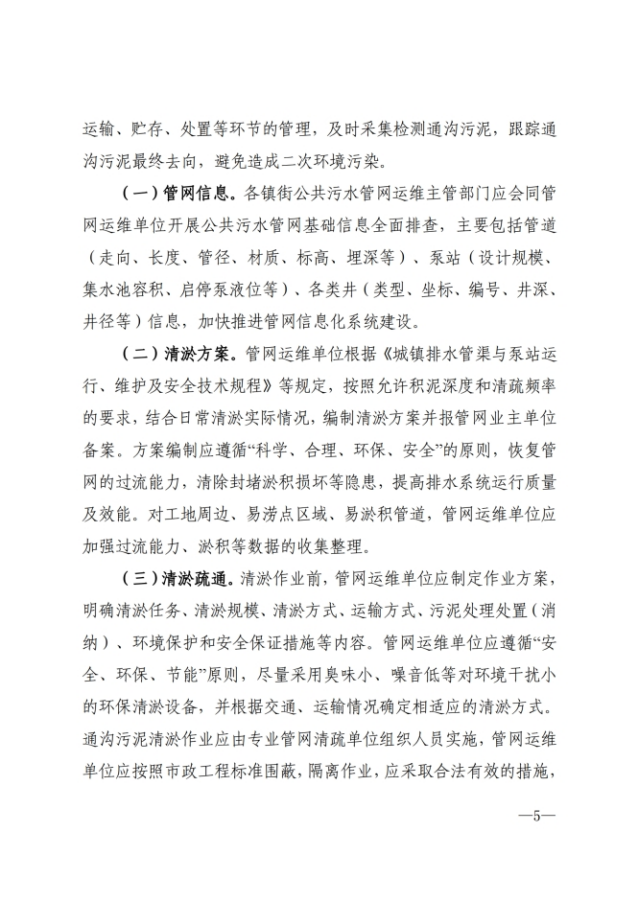 运输、贮存、处置等环节的管理，及时采集检测通沟污泥，跟踪通
沟污泥最终去向，避免造成二次环境污染。
（一）管网信息。各镇街公共污水管网运维主管部门应会同管
网运维单位开展公共污水管网基础信息全面排查，主要包括管道
（走向、长度、管径、材质、标高、埋深等）、泵站（设计规模、
集水池容积、启停泵液位等）、各类井（类型、坐标、编号、井深、
井径等）信息，加快推进管网信息化系统建设。
（二）清淤方案。管网运维单位根据《城镇排水管渠与泵站运
行、维护及安全技术规程》等规定，按照允许积泥深度和清疏频率
的要求，结合日常清淤实际情况，编制清淤方案并报管网业主单位
备案。方案编制应遵循“科学、合理、环保、安全”的原则，恢复管
网的过流能力，清除封堵淤积损坏等隐患，提高排水系统运行质量
及效能。对工地周边、易涝点区域、易淤积管道，管网运维单位应
加强过流能力、淤积等数据的收集整理。
（三）清淤疏通。清淤作业前，管网运维单位应制定作业方案，
明确清淤任务、清淤规模、清淤方式、运输方式、污泥处理处置（消
纳）、环境保护和安全保证措施等内容。管网运维单位应遵循“安
全、环保、节能”原则，尽量采用臭味小、噪音低等对环境干扰小
的环保清淤设备，并根据交通、运输情况确定相适应的清淤方式。
通沟污泥清淤作业应由专业管网清疏单位组织人员实施，管网运维
单位应按照市政工程标准围蔽，隔离作业，应采取合法有效的措施，
—5—